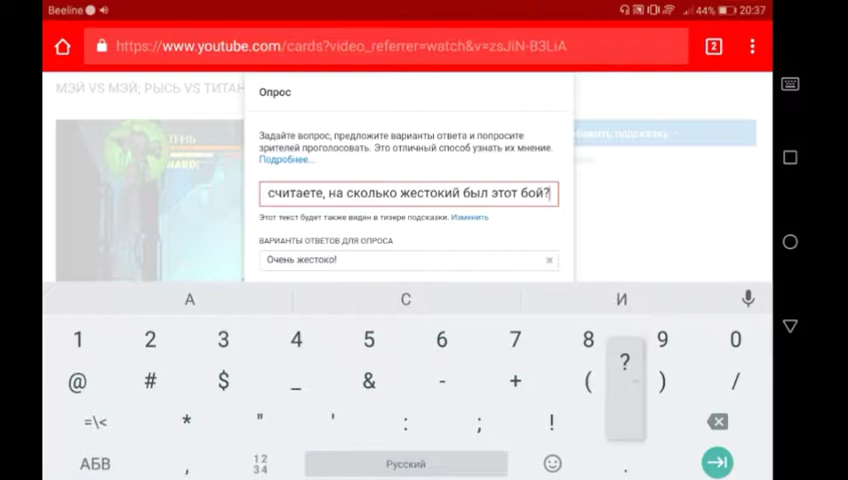 Beeline 44% 20:37
https://www.youtube.com/cards?video_referrer=watch&v=zsJiN-B3LiA 2
МЭЙ VS МЭЙ; РЫСЬ VS ТИТАН
Опрос
Задайте вопрос, предложите варианты ответа и попросите
зрителей проголосовать. Это отличный способ узнать их мнение.
Подробнее...
считаете, на сколько жестокий был этот бой?
Этот текст будет также виден в тизере подсказки. Изменить
ВАРИАНТЫ ОТВЕТОВ ДЛЯ ОПРОСА
Очень жестоко!
подсказку
ТЕНЬ
А С И
1 2 3 4 5 6 7 8 9 0
@ # $ _ & - + ( ? ) /
=\< * " ' : ; !
АБВ , 12 34 Русский .